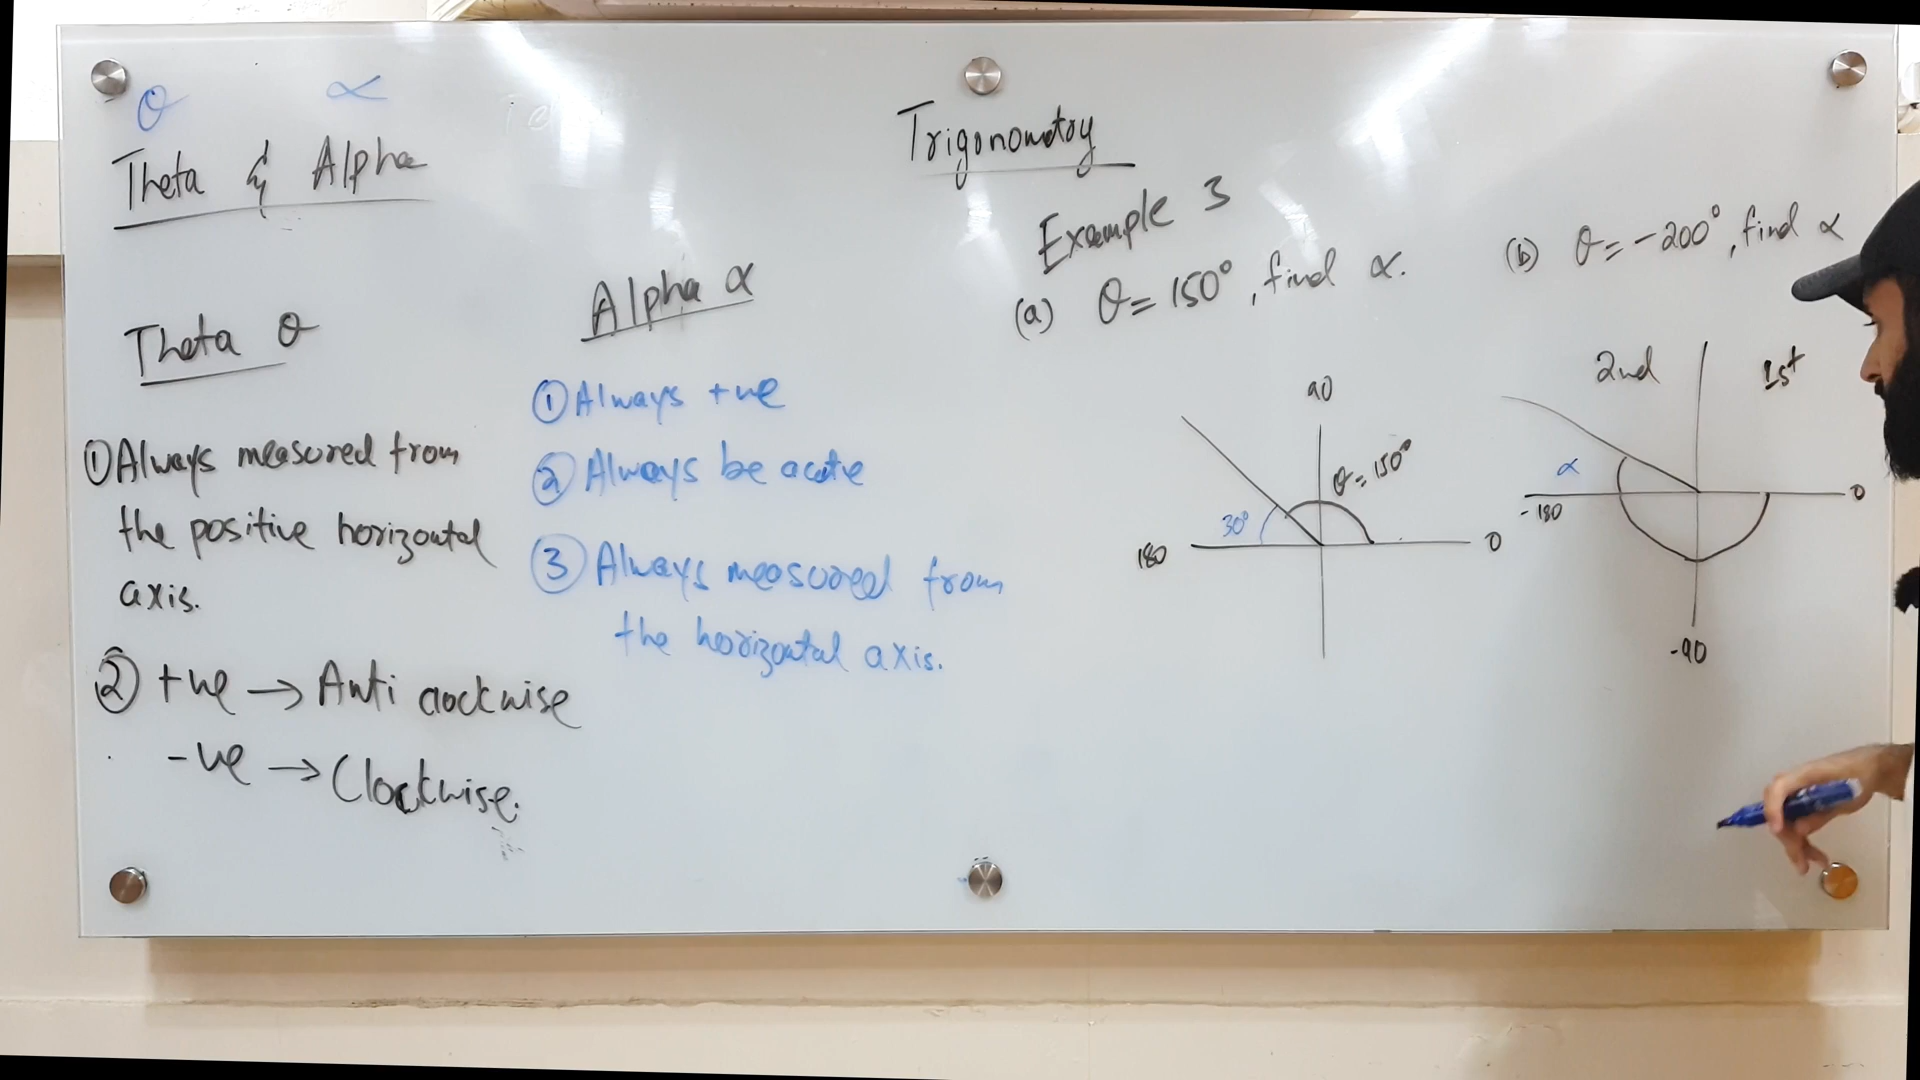 θ α
Theta & Alpha
Trigonometry
Theta θ
① Always measured from
the positive horizontal
axis.
② +ve → Anti clockwise
-ve → Clockwise.
Alpha α
① Always +ve
② Always be acute
③ Always measured from
the horizontal axis.
Example 3
(a) θ = 150°, find α.
90
θ = 150°
30°
180
0
(b) θ = -200°, find α
2nd
1st
α
-180
0
-90